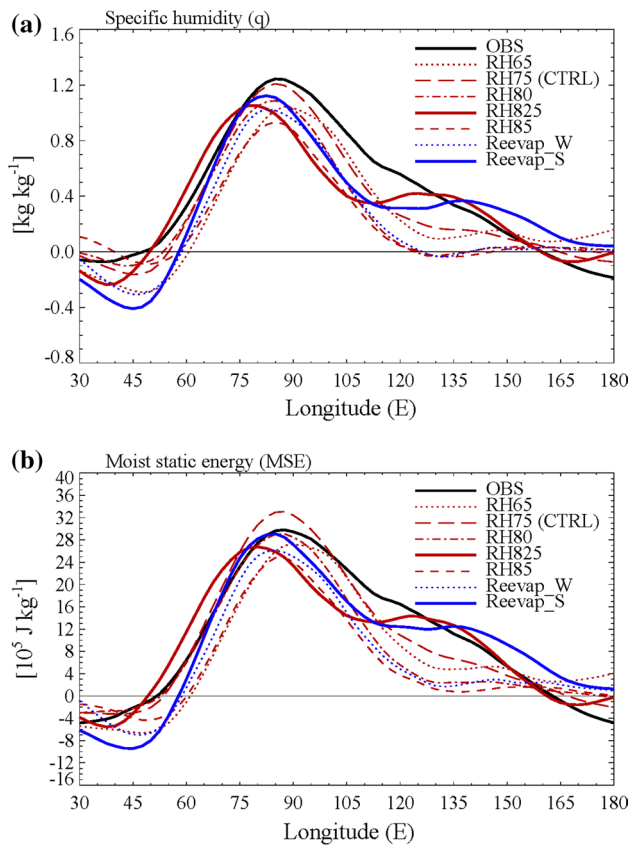 (a)
Specific humidity (q)
1.6
1.2
0.8
0.4
0.0
-0.4
-0.8
[kg kg-1]
OBS
RH65
RH75 (CTRL)
RH80
RH825
RH85
Reevap_W
Reevap_S
30 45 60 75 90 105 120 135 150 165 180
Longitude (E)
(b)
Moist static energy (MSE)
40
36
32
28
24
20
16
12
8
4
0
-4
-8
-12
-16
[10⁵ J kg⁻¹]
OBS
RH65
RH75 (CTRL)
RH80
RH825
RH85
Reevap_W
Reevap_S
30 45 60 75 90 105 120 135 150 165 180
Longitude (E)